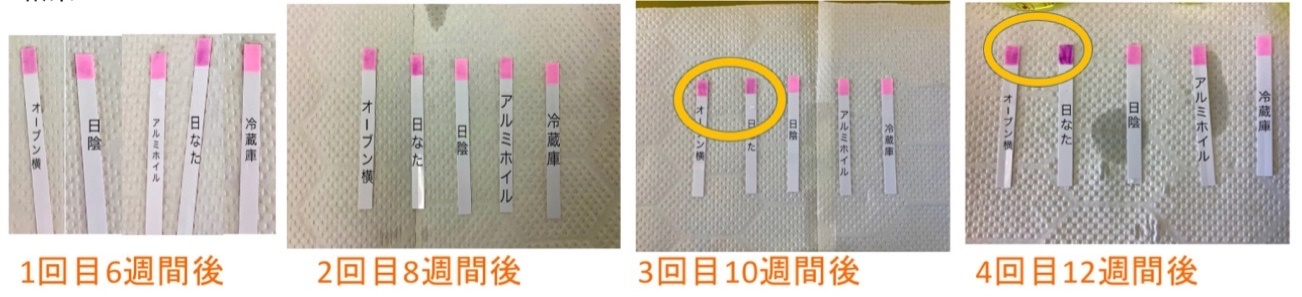 オーブン横
日陰
アルミホイル
日なた
冷蔵庫
オーブン横
日なた
日陰
アルミホイル
冷蔵庫
オーブン横
日なた
日陰
アルミホイル
冷蔵庫
オーブン横
日なた
日陰
アルミホイル
冷蔵庫
1回目6週間後
2回目8週間後
3回目10週間後
4回目12週間後